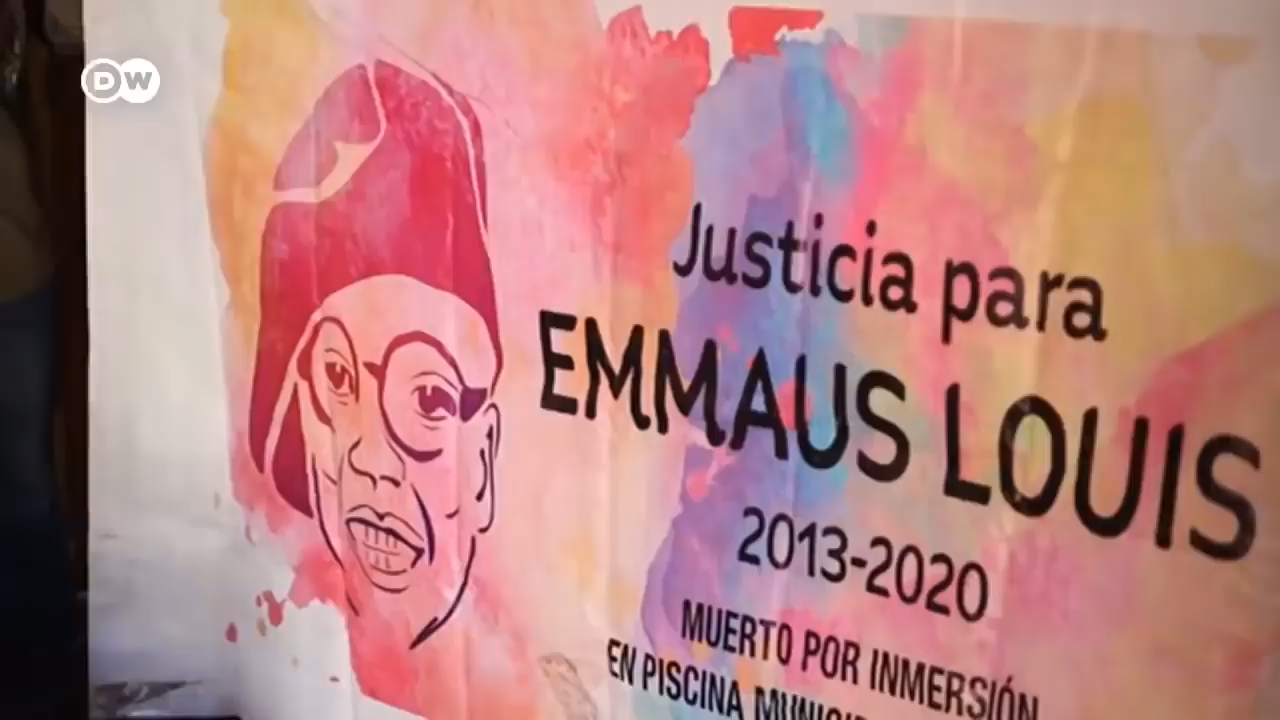 DW
Justicia para
EMMAUS LOUIS
2013-2020
MUERTO POR INMERSIÓN
EN PISCINA